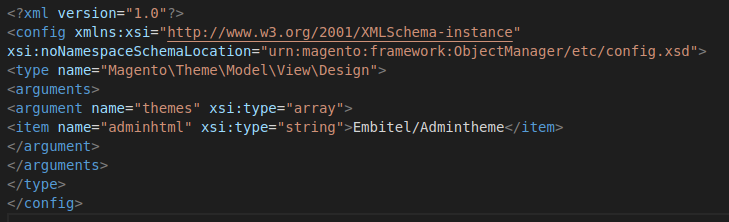 <?xml version="1.0"?>
<config xmlns:xsi="http://www.w3.org/2001/XMLSchema-instance"
xsi:noNamespaceSchemaLocation="urn:magento:framework:ObjectManager/etc/config.xsd">
<type name="Magento\Theme\Model\View\Design">
<arguments>
<argument name="themes" xsi:type="array">
<item name="adminhtml" xsi:type="string">Embitel/Admintheme</item>
</argument>
</arguments>
</type>
</config>